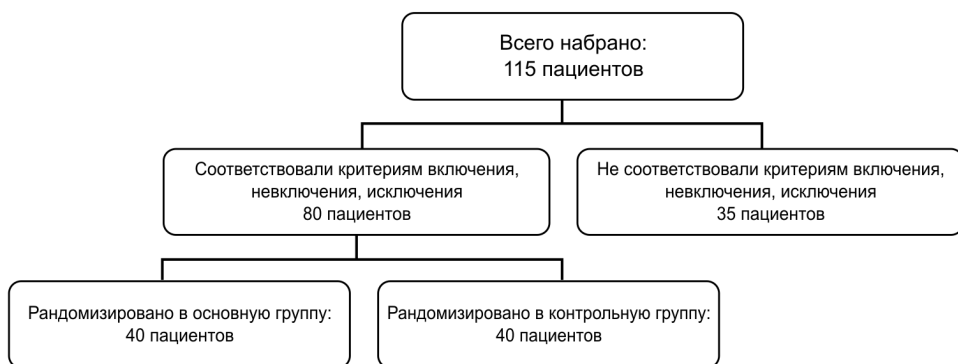 Всего набрано:
115 пациентов
Соответствовали критериям включения,
невключения, исключения
80 пациентов
Не соответствовали критериям включения,
невключения, исключения
35 пациентов
Рандомизировано в основную группу:
40 пациентов
Рандомизировано в контрольную группу:
40 пациентов